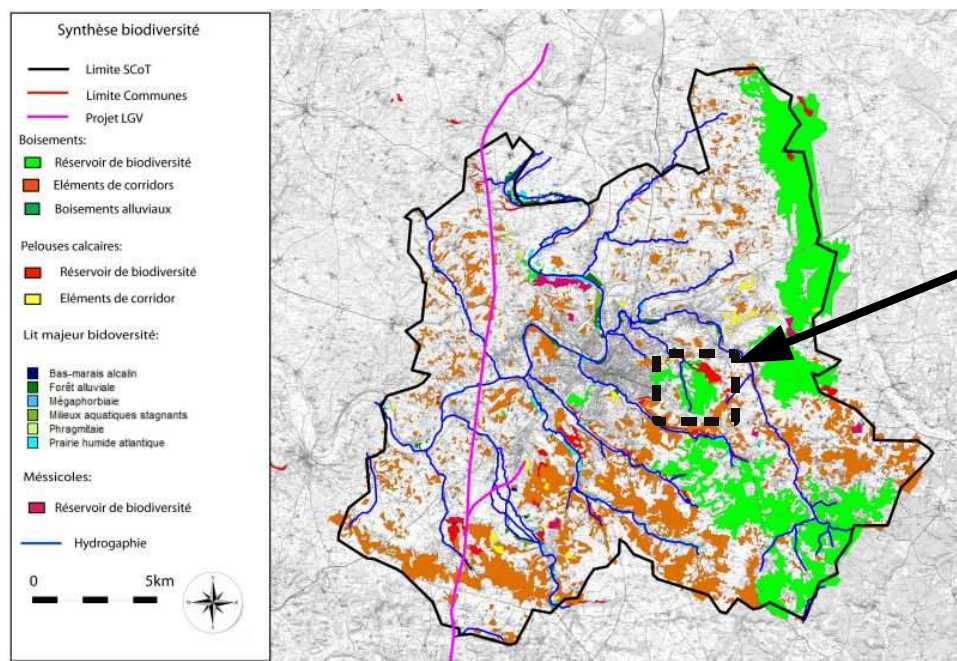 Synthèse biodiversité
Limite SCoT
Limite Communes
Projet LGV
Boisements:
Réservoir de biodiversité
Eléments de corridors
Boisements alluviaux
Pelouses calcaires:
Réservoir de biodiversité
Eléments de corridor
Lit majeur bidoversité:
Bas-marais alcalin
Forêt alluviale
Mégaphorbiaie
Milieux aquatiques stagnants
Phragmitaie
Prairie humide atlantique
Méssicoles:
Réservoir de biodiversité
Hydrogaphie
0 5km